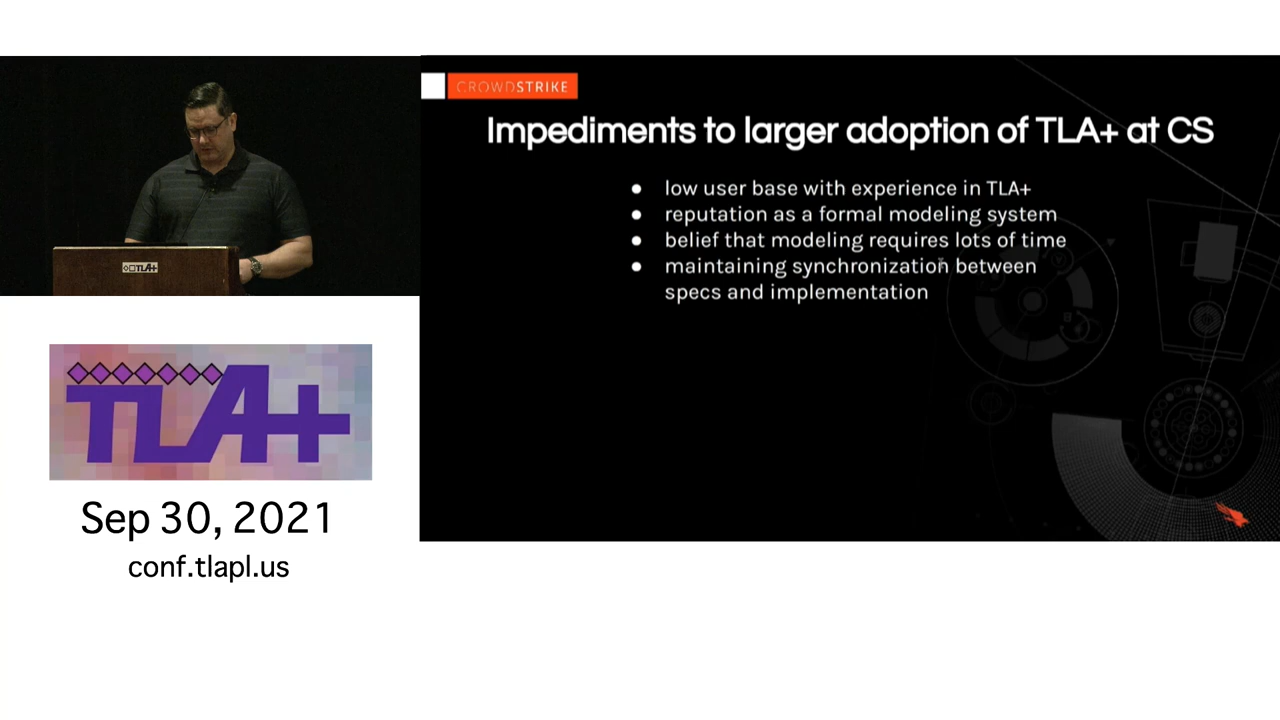 CROWDSTRIKE
Impediments to larger adoption of TLA+ at CS
● low user base with experience in TLA+
● reputation as a formal modeling system
● belief that modeling requires lots of time
● maintaining synchronization between
specs and implementation
TLA+
TLA+
Sep 30, 2021
conf.tlapl.us